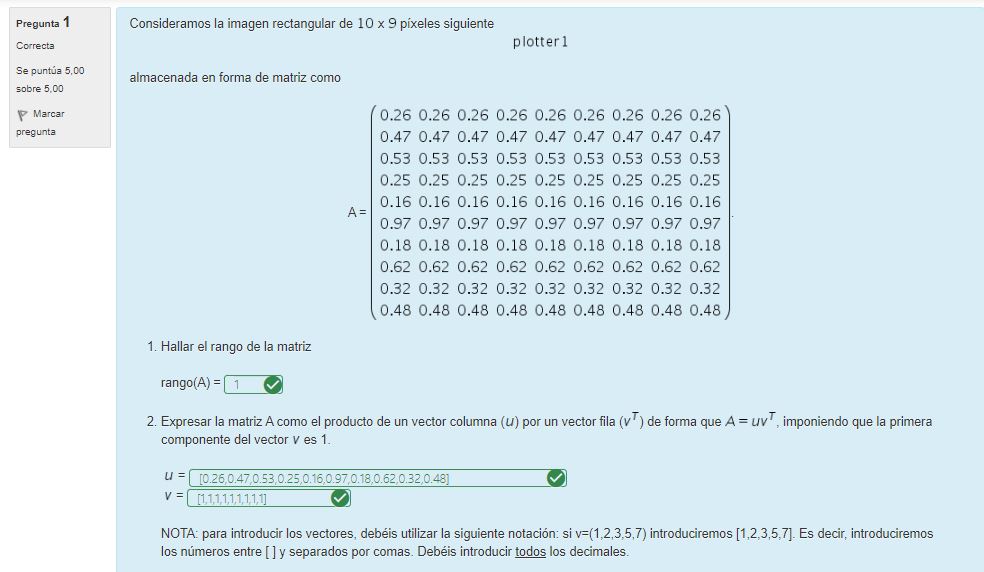 Pregunta 1
Correcta
Se puntúa 5,00
sobre 5,00
Marcar
pregunta
Consideramos la imagen rectangular de 10 x 9 píxeles siguiente
plotter1
almacenada en forma de matriz como
0.26 0.26 0.26 0.26 0.26 0.26 0.26 0.26 0.26
0.47 0.47 0.47 0.47 0.47 0.47 0.47 0.47 0.47
0.53 0.53 0.53 0.53 0.53 0.53 0.53 0.53 0.53
0.25 0.25 0.25 0.25 0.25 0.25 0.25 0.25 0.25
0.16 0.16 0.16 0.16 0.16 0.16 0.16 0.16 0.16
A =
0.97 0.97 0.97 0.97 0.97 0.97 0.97 0.97 0.97
0.18 0.18 0.18 0.18 0.18 0.18 0.18 0.18 0.18
0.62 0.62 0.62 0.62 0.62 0.62 0.62 0.62 0.62
0.32 0.32 0.32 0.32 0.32 0.32 0.32 0.32 0.32
0.48 0.48 0.48 0.48 0.48 0.48 0.48 0.48 0.48
1. Hallar el rango de la matriz
rango(A) = 1
2. Expresar la matriz A como el producto de un vector columna (u) por un vector fila (v^T) de forma que A = uv^T, imponiendo que la primera
componente del vector v es 1.
u = [0.26,0.47,0.53,0.25,0.16,0.97,0.18,0.62,0.32,0.48]
v = [1,1,1,1,1,1,1,1,1]
NOTA: para introducir los vectores, debéis utilizar la siguiente notación: si v=(1,2,3,5,7) introduciremos [1,2,3,5,7]. Es decir, introduciremos
los números entre [ ] y separados por comas. Debéis introducir todos los decimales.